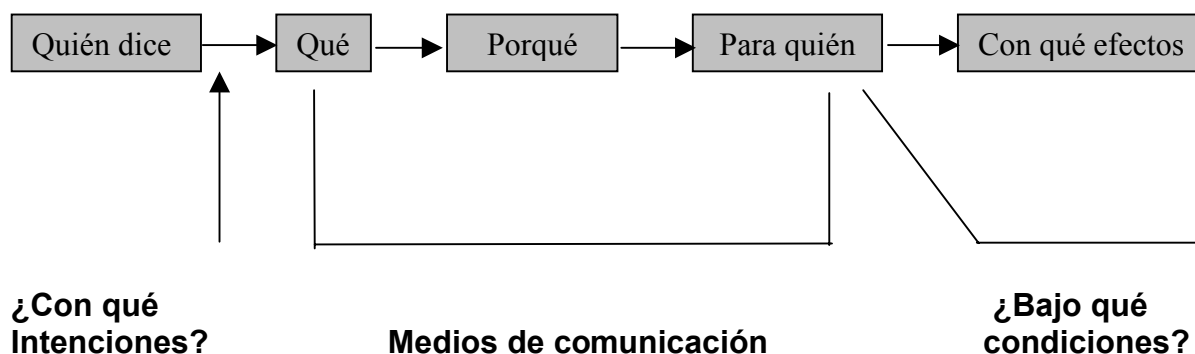 Quién dice
Qué
Porqué
Para quién
Con qué efectos
¿Con qué
Intenciones?
Medios de comunicación
¿Bajo qué
condiciones?